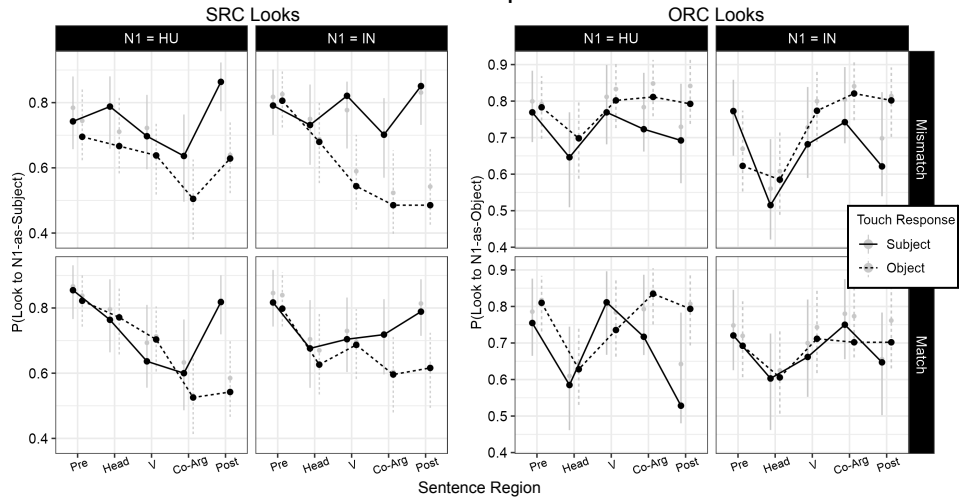 SRC Looks
ORC Looks
N1 = HU
N1 = IN
N1 = HU
N1 = IN
P(Look to N1-as-Subject)
0.8
0.6
0.4
0.8
0.6
0.4
P(Look to N1-as-Object)
0.9
0.8
0.7
0.6
0.5
0.4
0.9
0.8
0.7
0.6
0.5
0.4
Mismatch
Match
Touch Response
Subject
Object
Pre Head V Co-Arg Post
Pre Head V Co-Arg Post
Pre Head V Co-Arg Post
Pre Head V Co-Arg Post
Sentence Region